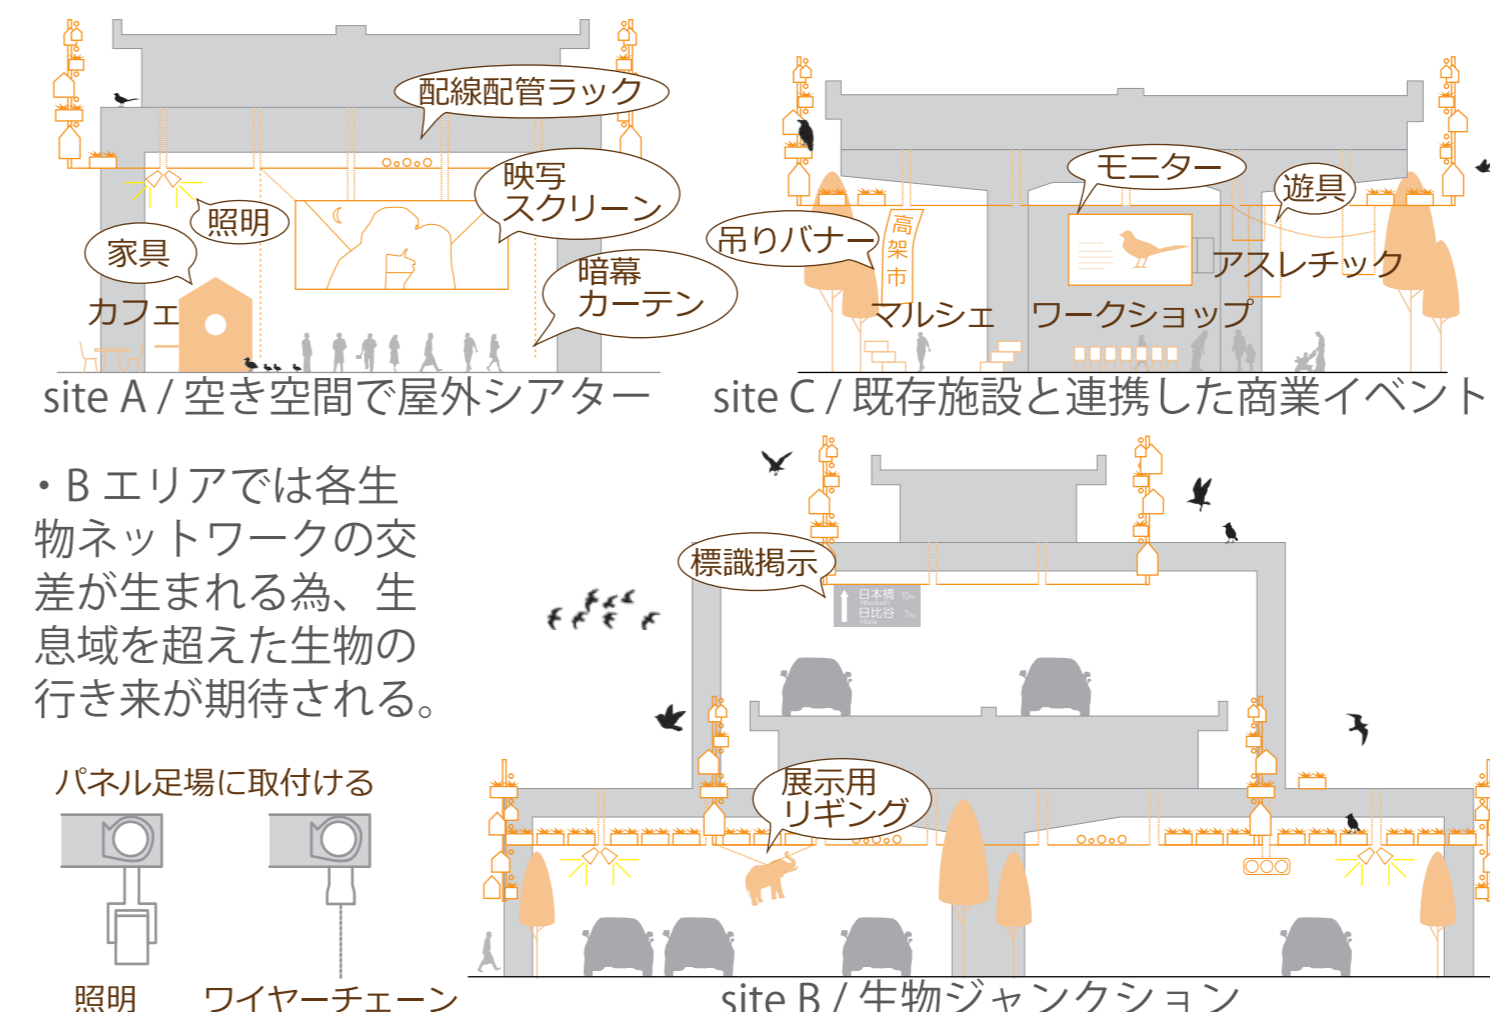 配線配管ラック
映写
スクリーン
照明
家具
暗幕
カーテン
カフェ
site A / 空き空間で屋外シアター
モニター
遊具
吊りバナー
高架市
アスレチック
マルシェ
ワークショップ
site C / 既存施設と連携した商業イベント
・B エリアでは各生
物ネットワークの交
差が生まれる為、生
息域を超えた生物の
行き来が期待される。
パネル足場に取付ける
照明
ワイヤーチェーン
標識掲示
日本橋
日比谷
展示用
リギング
site B / 生物ジャンクション